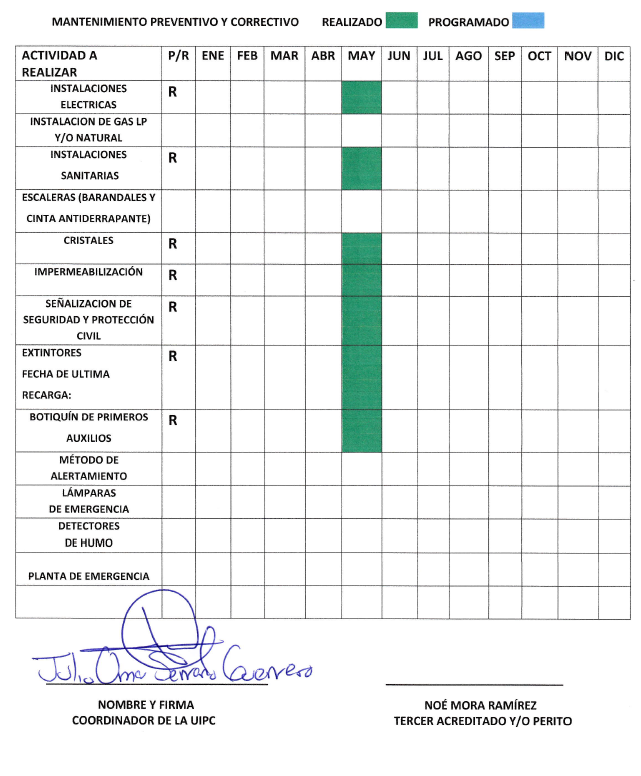 MANTENIMIENTO PREVENTIVO Y CORRECTIVO REALIZADO PROGRAMADO
ACTIVIDAD A REALIZAR P/R ENE FEB MAR ABR MAY JUN JUL AGO SEP OCT NOV DIC
INSTALACIONES R
ELECTRICAS
INSTALACION DE GAS LP
Y/O NATURAL
INSTALACIONES R
SANITARIAS
ESCALERAS (BARANDALES Y
CINTA ANTIDERRAPANTE)
CRISTALES R
IMPERMEABILIZACIÓN R
SEÑALIZACION DE R
SEGURIDAD Y PROTECCIÓN
CIVIL
EXTINTORES R
FECHA DE ULTIMA
RECARGA:
BOTIQUÍN DE PRIMEROS R
AUXILIOS
MÉTODO DE
ALERTAMIENTO
LÁMPARAS
DE EMERGENCIA
DETECTORES
DE HUMO
PLANTA DE EMERGENCIA
Julio Serrano Guerrero
NOMBRE Y FIRMA
COORDINADOR DE LA UIPC
NOÉ MORA RAMÍREZ
TERCER ACREDITADO Y/O PERITO